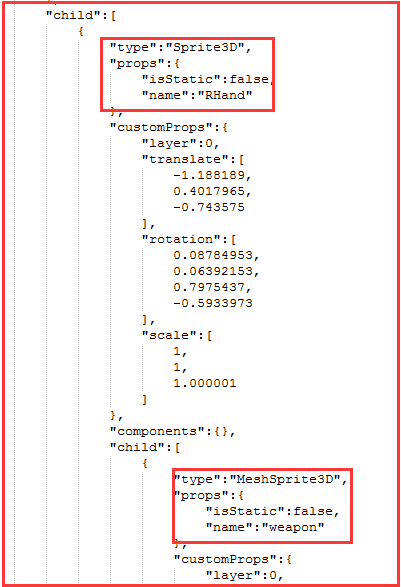 "child":[
{
"type":"Sprite3D",
"props":{
"isStatic":false,
"name":"RHand"
},
"customProps":{
"layer":0,
"translate":[
-1.188189,
0.4017965,
-0.743575
],
"rotation":[
0.08784953,
0.06392153,
0.7975437,
-0.5933973
],
"scale":[
1,
1,
1.000001
]
},
"components":{},
"child":[
{
"type":"MeshSprite3D",
"props":{
"isStatic":false,
"name":"weapon"
},
"customProps":{
"layer":0,